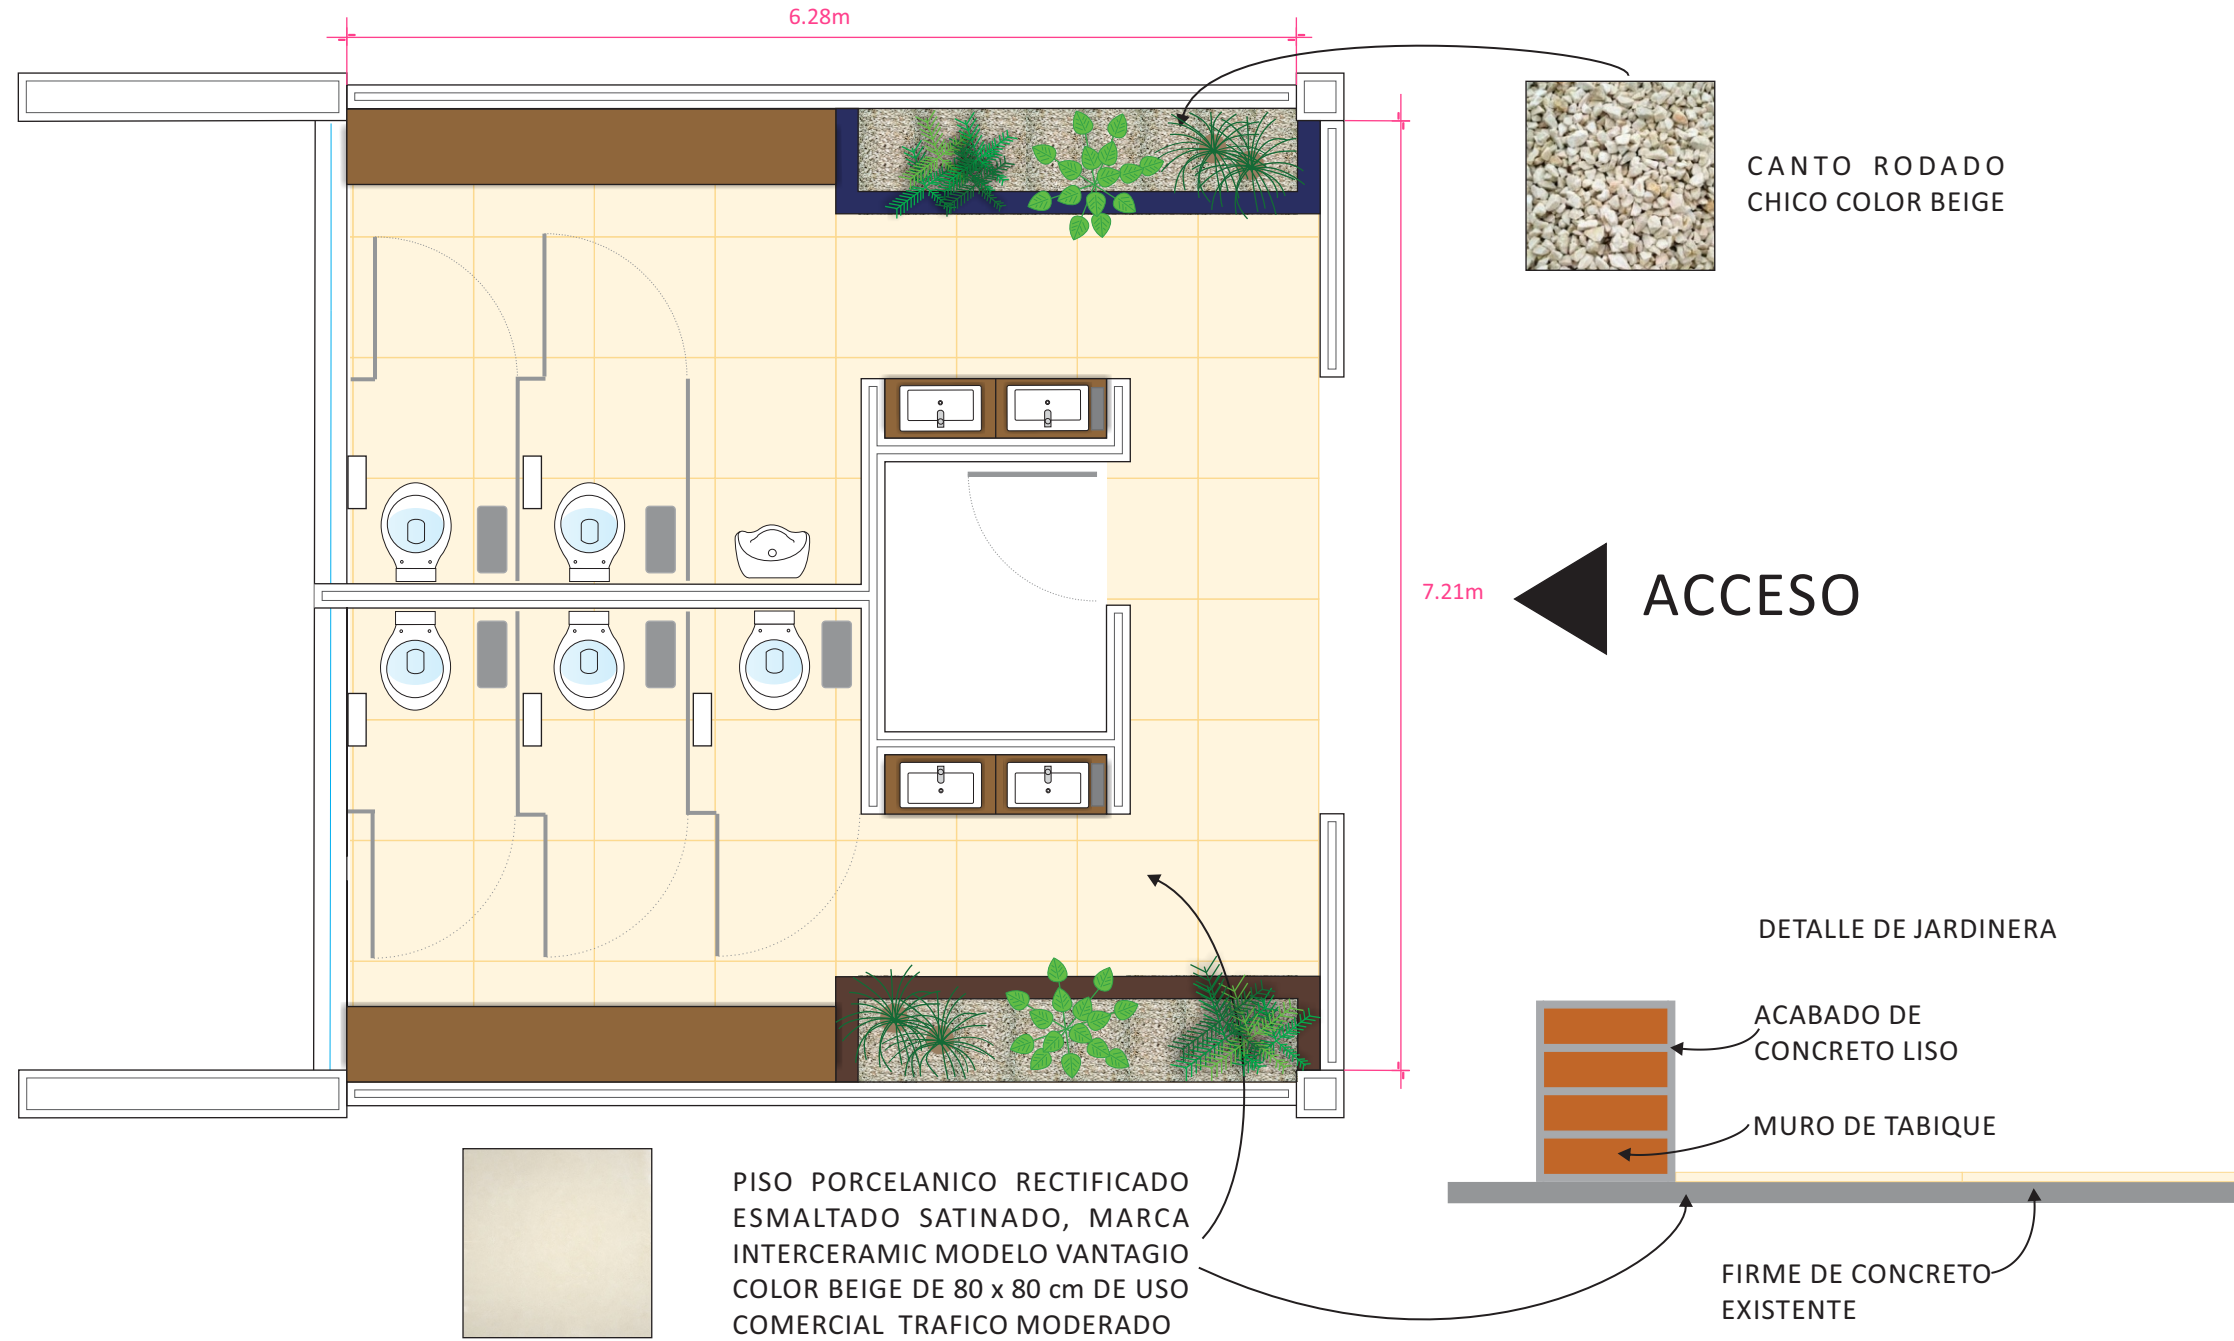 6.28m
CANTO RODADO
CHICO COLOR BEIGE
7.21m
ACCESO
DETALLE DE JARDINERA
ACABADO DE
CONCRETO LISO
MURO DE TABIQUE
PISO PORCELANICO RECTIFICADO
ESMALTADO SATINADO, MARCA
INTERCERAMIC MODELO VANTAGIO
COLOR BEIGE DE 80 x 80 cm DE USO
COMERCIAL TRAFICO MODERADO
FIRME DE CONCRETO
EXISTENTE